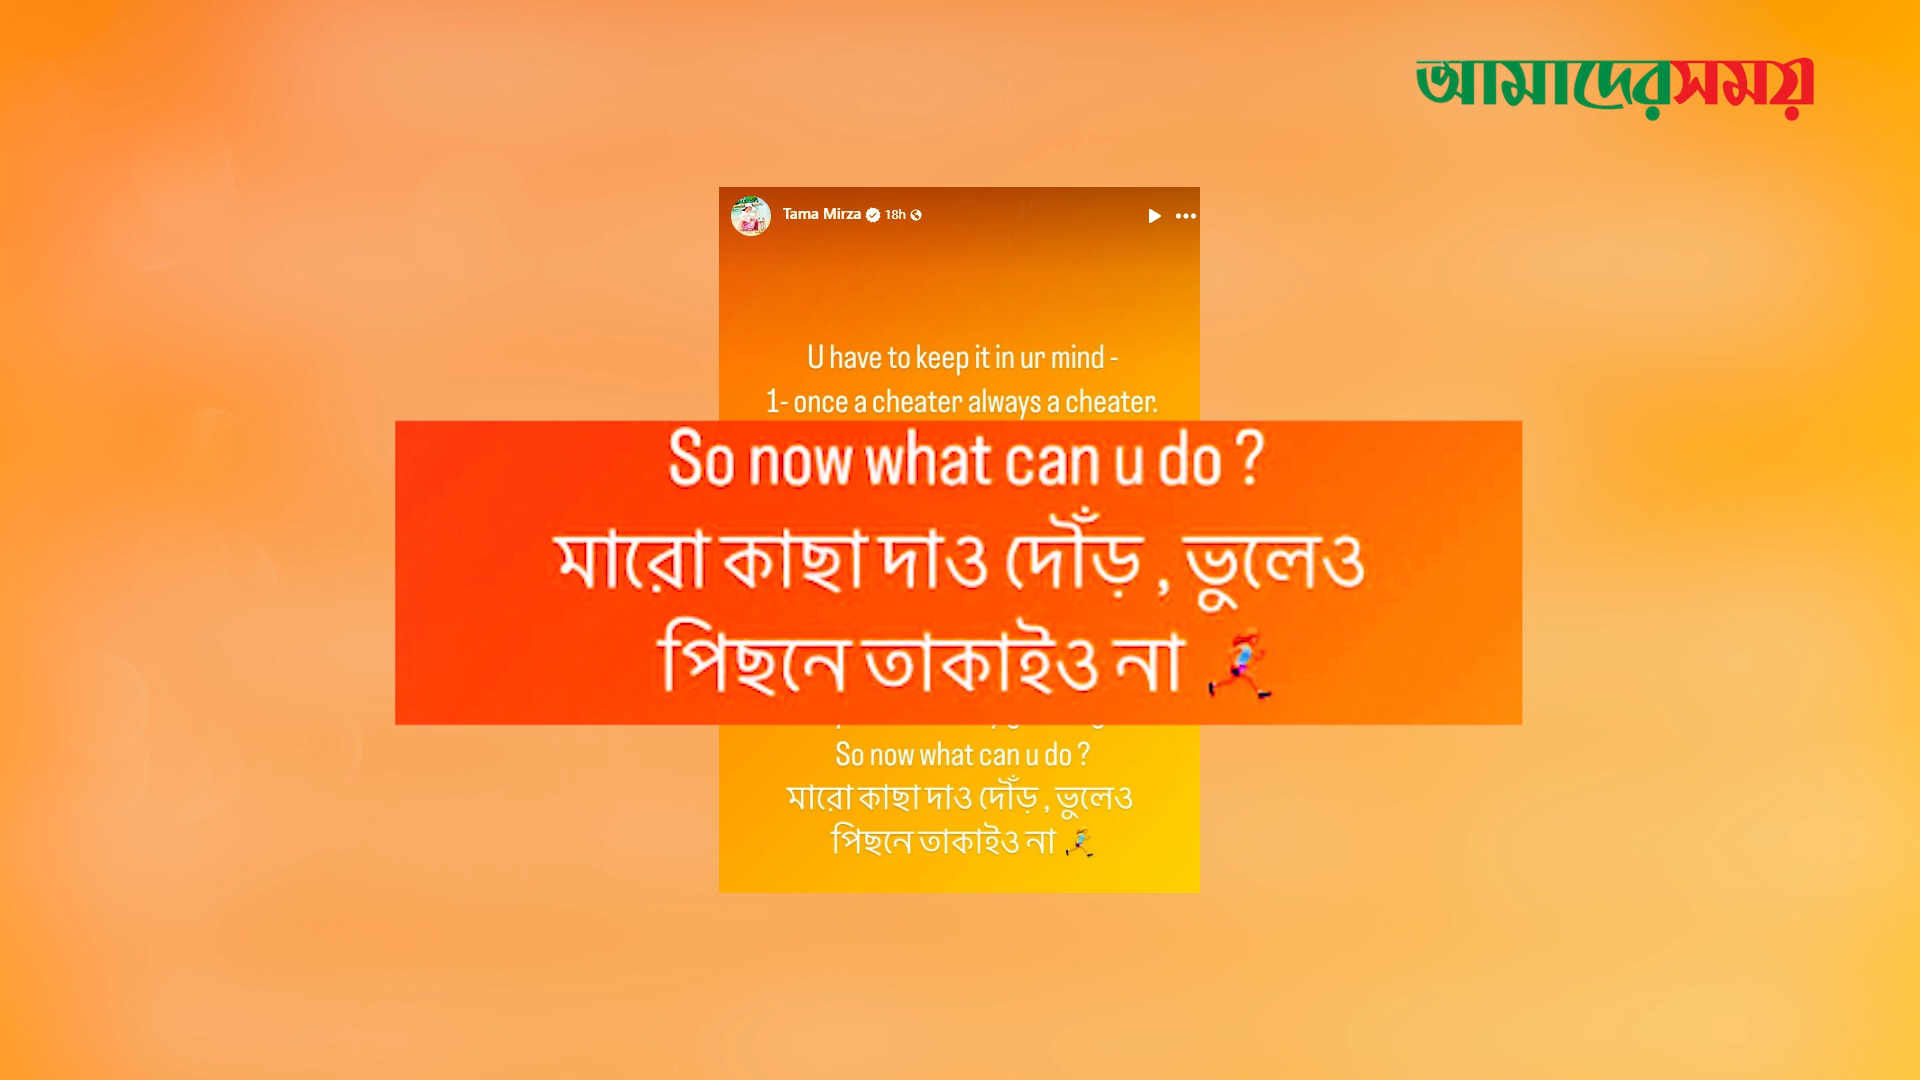 আমাদের সময়
Tama Mirza 18h
U have to keep it in ur mind -
1- once a cheater always a cheater.
So now what can u do ?
মারো কাছা দাও দৌঁড় , ভুলেও
পিছনে তাকাইও না
So now what can u do ?
মারো কাছা দাও দৌঁড় , ভুলেও
পিছনে তাকাইও না